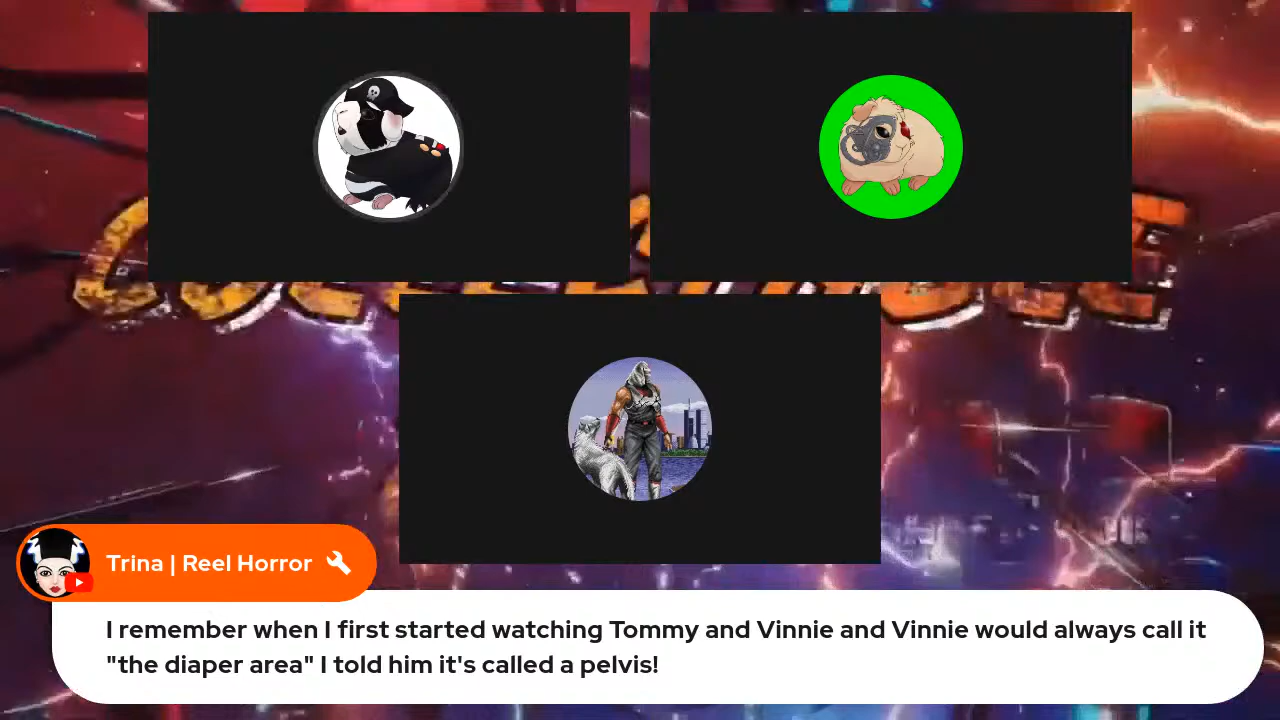 Trina | Reel Horror
I remember when I first started watching Tommy and Vinnie and Vinnie would always call it
"the diaper area" I told him it's called a pelvis!